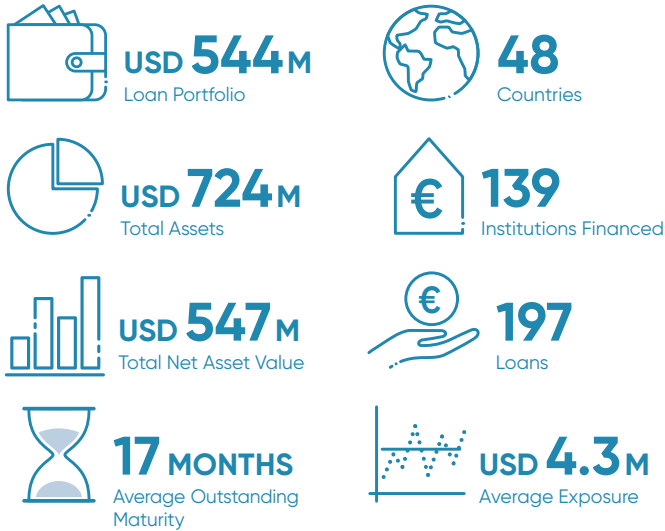 USD 544 M
Loan Portfolio
48
Countries
USD 724 M
Total Assets
€
139
Institutions Financed
USD 547 M
Total Net Asset Value
€
197
Loans
17 MONTHS
Average Outstanding
Maturity
USD 4.3 M
Average Exposure